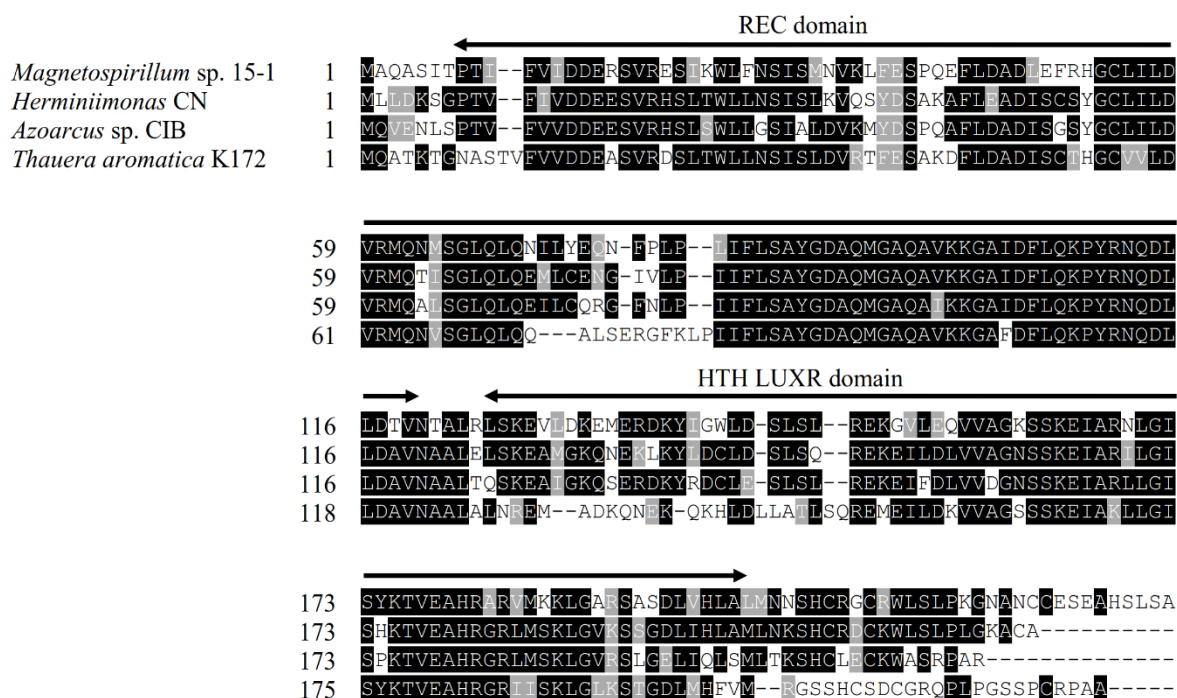 REC domain
Magnetospirillum sp. 15-1 1 MAQASITPTI--FVIDDERSVRESIKWLFNSISMNVKLFESPQEFLDADLEFRHGCLILD
Herminiimonas CN 1 MLLDKSGPTV--FIVDDEESVRHSLTWLLNSISLKVQSYDSAKAFLEADISCSYGCLILD
Azoarcus sp. CIB 1 MQVENLSPTV--FVVDDEESVRHSLSWLLGSIALDVKMYDSPQAFLDADISGSYGCLILD
Thauera aromatica K172 1 MQATKTGNASTVFVVDDEASVRDSLTWLLNSISLDVRTFESAKDFLDADISCTHGCVVLD
59 VRMQNMSGLQLQNILYEQN-FPLP--LIFLSAYGDAQMGAQAVKKGAIDFLQKPYRNQDL
59 VRMQTISGLQLQEMLCENG-IVLP--IIFLSAYGDAQMGAQAVKKGAIDFLQKPYRNQDL
59 VRMQALSGLQLQEILCQRG-FNLP--IIFLSAYGDAQMGAQAIKKGAIDFLQKPYRNQDL
61 VRMQNVSGLQLQQ---ALSERGFKLPIIFLSAYGDAQMGAQAVKKGAFDFLQKPYRNQDL
HTH LUXR domain
116 LDTVNTALRLSKEVLDKEMERDKYIGWLD-SLSL--REKGVLEQVVAGKSSKEIARNLGI
116 LDAVNAALELSKEAMGKQNEKLKYLDCLD-SLSQ--REKEILDLVVAGNSSKEIARILGI
116 LDAVNAALTQSKEAIGKQSERDKYRDCLE-SLSL--REKEIFDLVVDGNSSKEIARLLGI
118 LDAVNAALALNREM--ADKQNEK-QKHLDLLATLSQREMEILDKVVAGSSSKEIAKLLGI
173 SYKTVEAHRARVMKKLGARSASDLVHLALMNNSHCRGCRWLSLPKGNANCCESEAHSLSA
173 SHKTVEAHRGRLMSKLGVKSSGDLIHLAMLNKSHCRDCKWLSLPLGKACA----------
173 SPKTVEAHRGRLMSKLGVRSLGELIQLSMLTKSHCLECKWASRPAR--------------
175 SYKTVEAHRGRIISKLGLKSTGDLMHFVM--RGSSHCSDCGRQPLPGSSPCRPAA-----